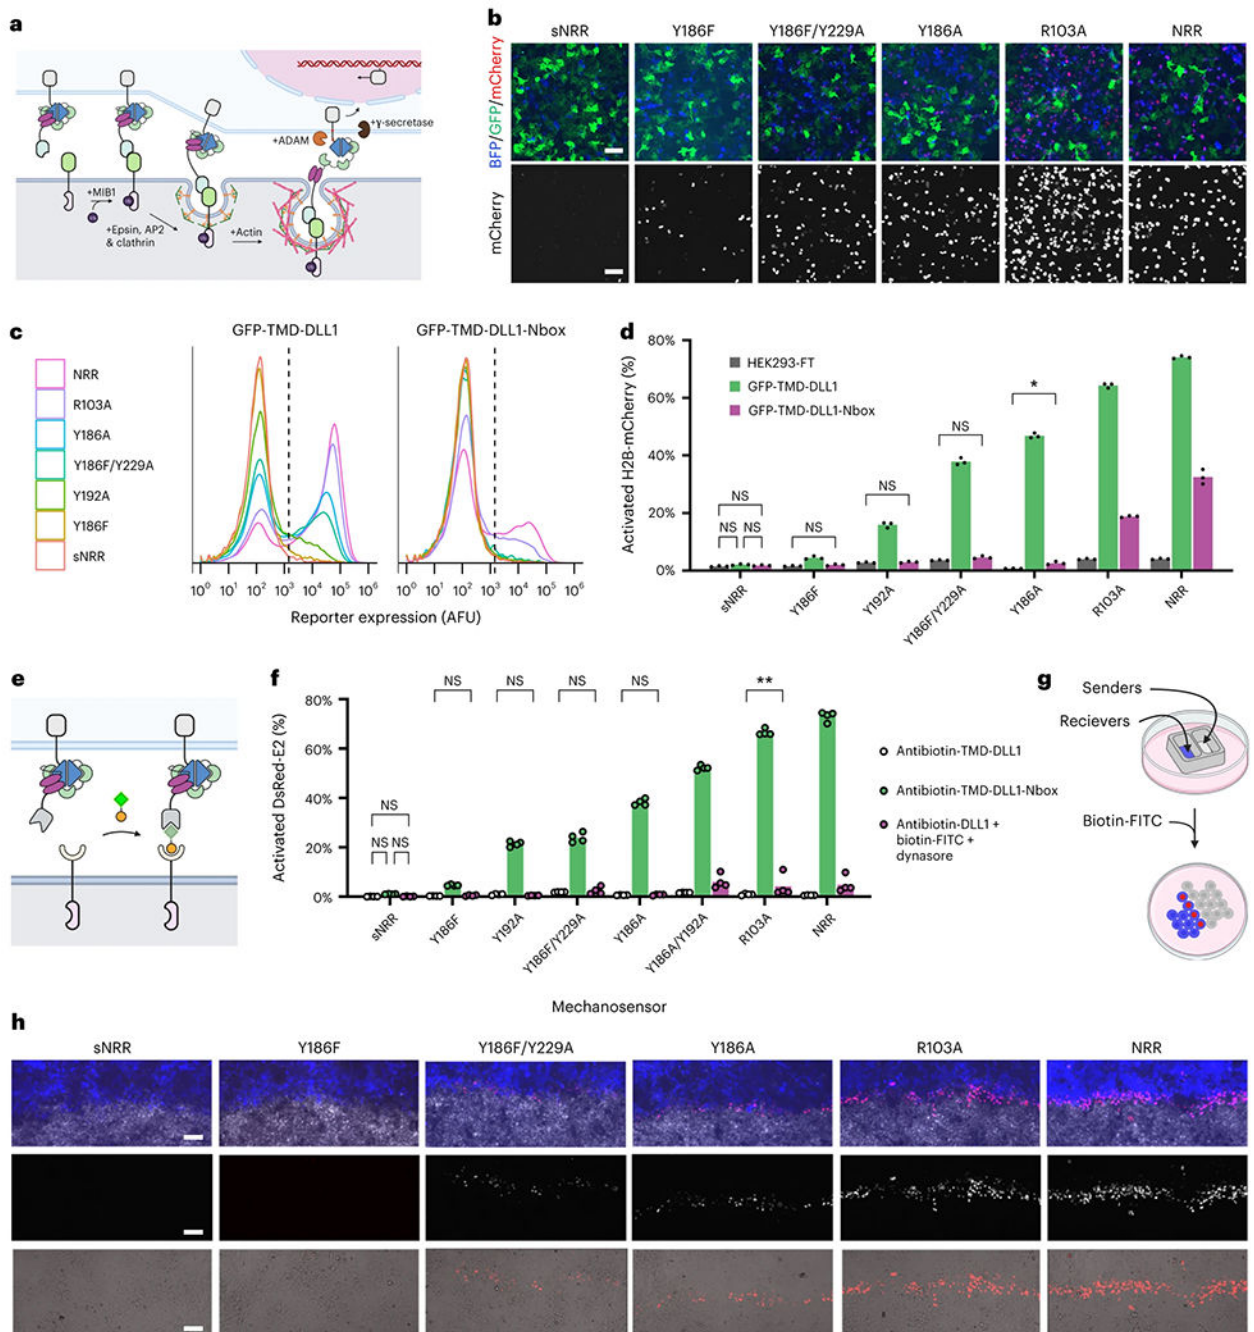 a
+MIB1
+Epsin, AP2
& clathrin
+Actin
+ADAM
+γ-secretase
b
sNRR
Y186F
Y186F/Y229A
Y186A
R103A
NRR
BFP/GFP/mCherry
mCherry
c
NRR
R103A
Y186A
Y186F/Y229A
Y192A
Y186F
sNRR
GFP-TMD-DLL1
GFP-TMD-DLL1-Nbox
10⁰ 10¹ 10² 10³ 10⁴ 10⁵ 10⁶
10⁰ 10¹ 10² 10³ 10⁴ 10⁵ 10⁶
Reporter expression (AFU)
d
Activated H2B-mCherry (%)
80%
60%
40%
20%
0%
HEK293-FT
GFP-TMD-DLL1
GFP-TMD-DLL1-Nbox
NS
NS NS
NS
NS
NS
*
sNRR
Y186F
Y192A
Y186F/Y229A
Y186A
R103A
NRR
e
f
Activated DsRed-E2 (%)
80%
60%
40%
20%
0%
NS
NS NS
NS
NS
NS
NS
**
sNRR
Y186F
Y192A
Y186F/Y229A
Y186A
Y186A/Y192A
R103A
NRR
Antibiotin-TMD-DLL1
Antibiotin-TMD-DLL1-Nbox
Antibiotin-DLL1 +
biotin-FITC +
dynasore
g
Senders
Recievers
Biotin-FITC
Mechanosensor
h
sNRR
Y186F
Y186F/Y229A
Y186A
R103A
NRR